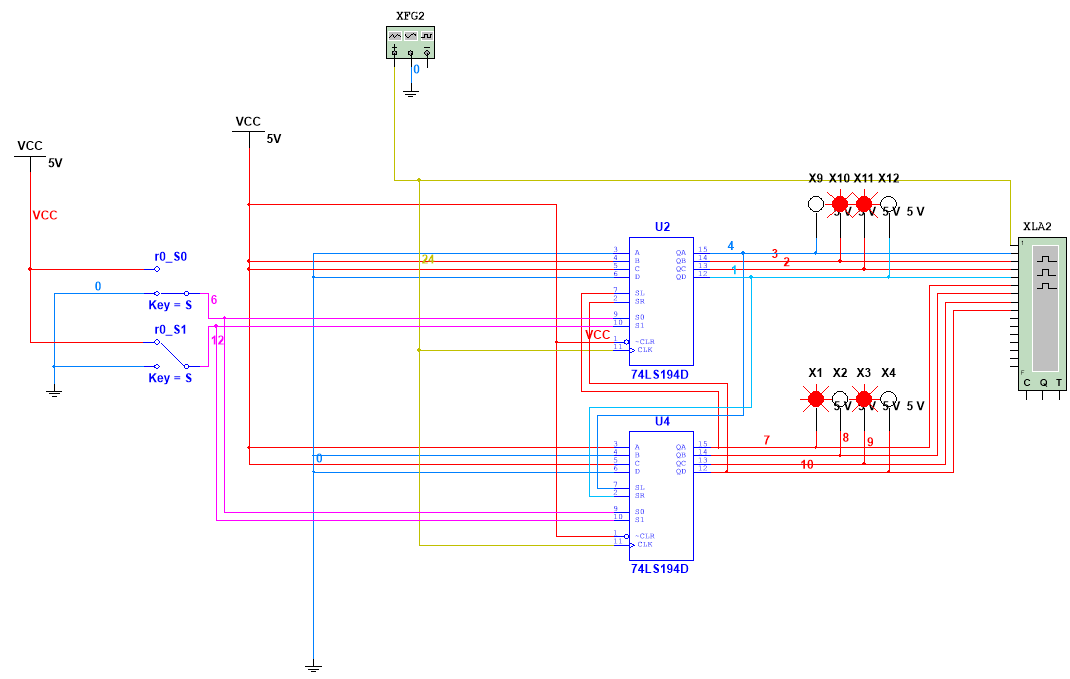 XFG2
0
VCC
5V
VCC
5V
VCC
r0_S0
0
Key = S
6
r0_S1
12
Key = S
X9 X10 X11 X12
5 V 5 V 5 V
XLA2
1
F
C Q T
U2
24
4
3
2
1
3 A QA 15
4 B QB 14
5 C QC 13
6 D QD 12
7 SL
2 SR
9 S0
10 S1
VCC
1 ~CLR
11 CLK
74LS194D
X1 X2 X3 X4
5 V 5 V 5 V
U4
0
7
8
9
10
3 A QA 15
4 B QB 14
5 C QC 13
6 D QD 12
7 SL
2 SR
9 S0
10 S1
1 ~CLR
11 CLK
74LS194D